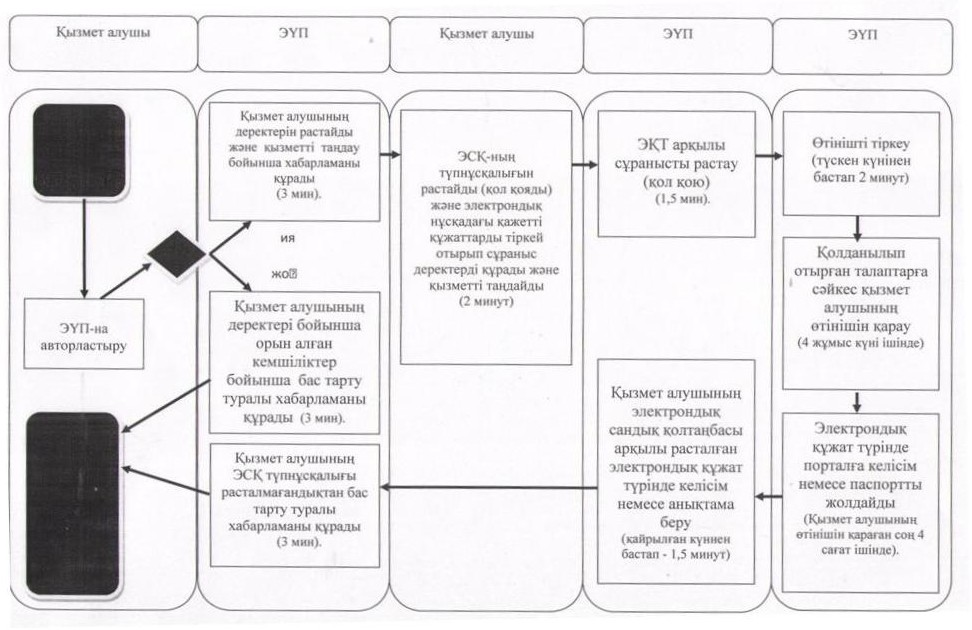 Қызмет алушы
ЭҮП
Қызмет алушы
ЭҮП
ЭҮП
ЭҮП-на
авторластыру
Қызмет алушының
деректерін растайды
және қызметті таңдау
бойынша хабарламаны
құрады
(3 мин).
ия
жо
Қызмет алушының
деректері бойынша
орын алған
кемшіліктер
бойынша бас тарту
туралы хабарламаны
құрады (3 мин).
Қызмет алушының
ЭСҚ түпнұсқалығы
расталмағандықтан бас
тарту туралы
хабарламаны құрады
(3 мин).
ЭСҚ-ның
түпнұсқалығын
растайды (қол қояды)
және электрондық
нұсқадағы қажетті
құжаттарды тіркей
отырып сұраныс
деректерді құрады және
қызметті таңдайды
(2 минут)
ЭҚТ арқылы
сұранысты растау
(қол қою)
(1,5 мин).
Қызмет алушының
электрондық
сандық қолтаңбасы
арқылы расталған
электрондық құжат
түрінде келісім
немесе анықтама
беру
(қайрылған күннен
бастап - 1,5 минут)
Өтінішті тіркеу
(түскен күнінен
бастап 2 минут)
Қолданылып
отырған талаптарға
сәйкес қызмет
алушының
өтінішін қарау
(4 жұмыс күні ішінде)
Электрондық
құжат түрінде
порталға келісім
немесе паспортты
жолдайды
(Қызмет алушының
өтінішін қараған соң 4
сағат ішінде).